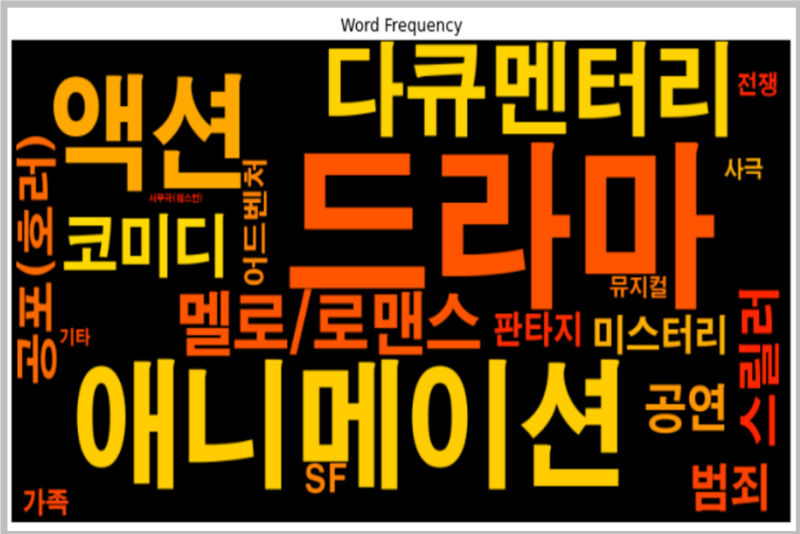 Word Frequency
다큐멘터리
전쟁
액션
드라마
사극
서부극(웨스턴)
어드벤처
공포(호러)
코미디
뮤지컬
멜로/로맨스
판타지
미스터리
스릴러
기타
애니메이션
공연
SF
범죄
가족